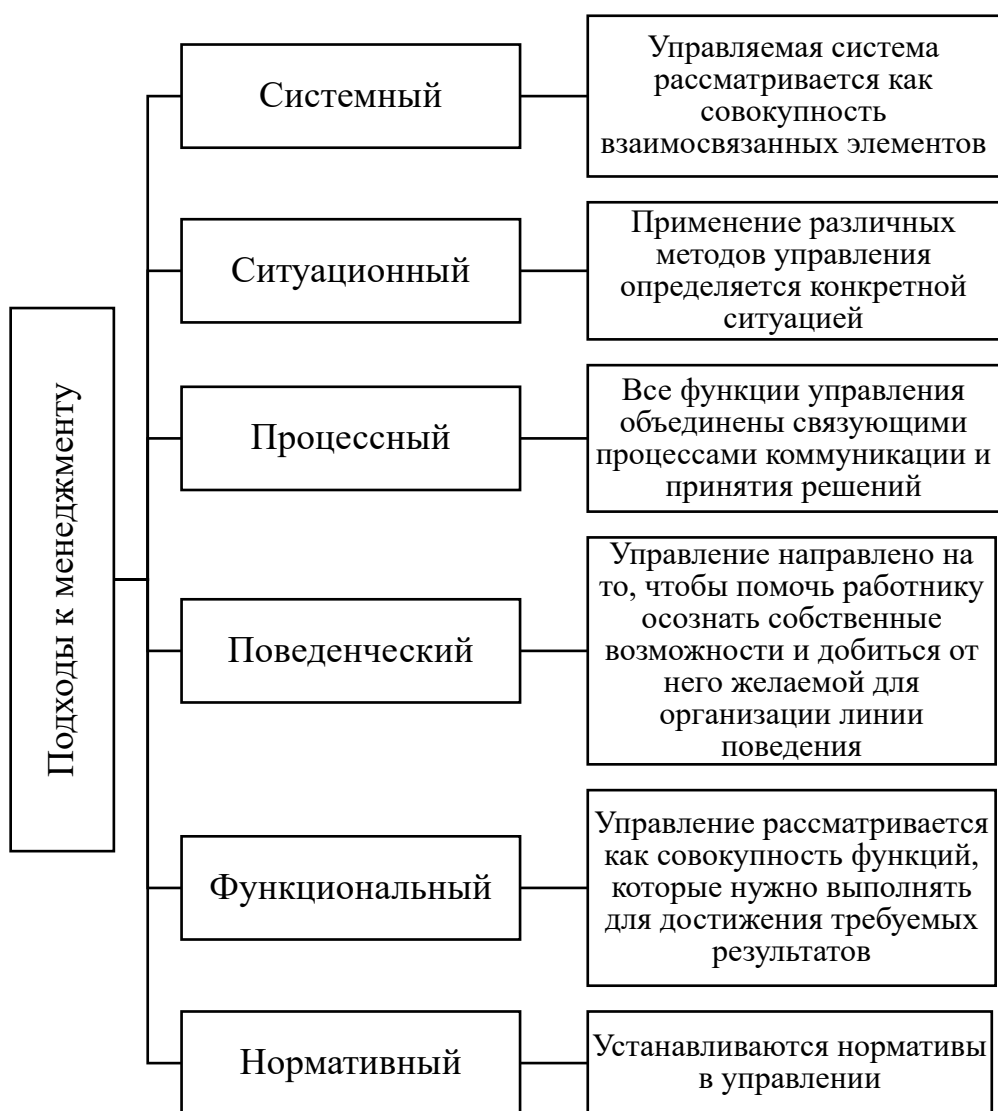 Подходы к менеджменту
Системный
Управляемая система
рассматривается как
совокупность
взаимосвязанных элементов
Ситуационный
Применение различных
методов управления
определяется конкретной
ситуацией
Процессный
Все функции управления
объединены связующими
процессами коммуникации и
принятия решений
Поведенческий
Управление направлено на
то, чтобы помочь работнику
осознать собственные
возможности и добиться от
него желаемой для
организации линии
поведения
Функциональный
Управление рассматривается
как совокупность функций,
которые нужно выполнять
для достижения требуемых
результатов
Нормативный
Устанавливаются нормативы
в управлении